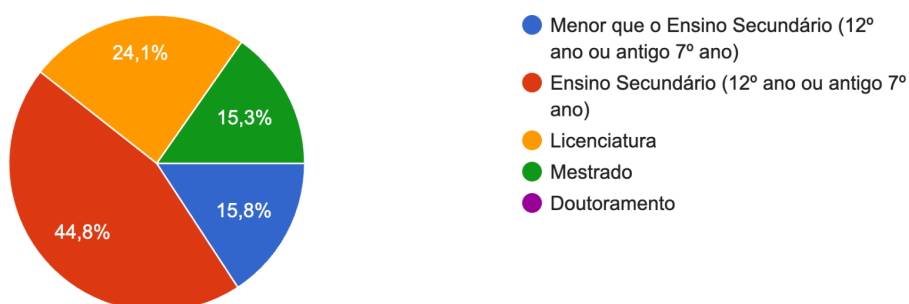 24,1%
15,3%
15,8%
44,8%
Menor que o Ensino Secundário (12º
ano ou antigo 7º ano)
Ensino Secundário (12º ano ou antigo 7º
ano)
Licenciatura
Mestrado
Doutoramento